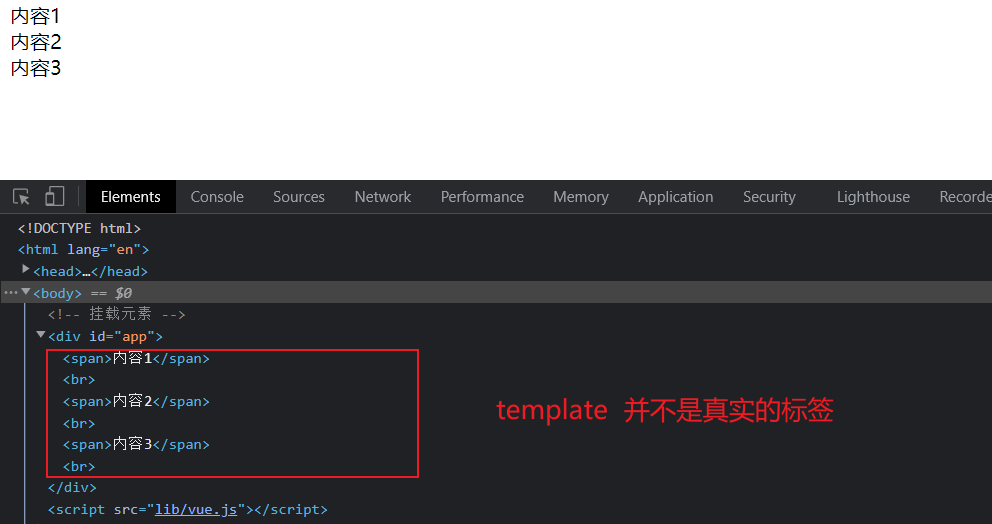 内容1
内容2
内容3
Elements Console Sources Network Performance Memory Application Security Lighthouse Recorde
<!DOCTYPE html>
<html lang="en">
<head>…</head>
<body> == $0
<!-- 挂载元素 -->
<div id="app">
<span>内容1</span>
<br>
<span>内容2</span>
<br>
<span>内容3</span>
<br>
template 并不是真实的标签
</div>
<script src="lib/vue.js"></script>